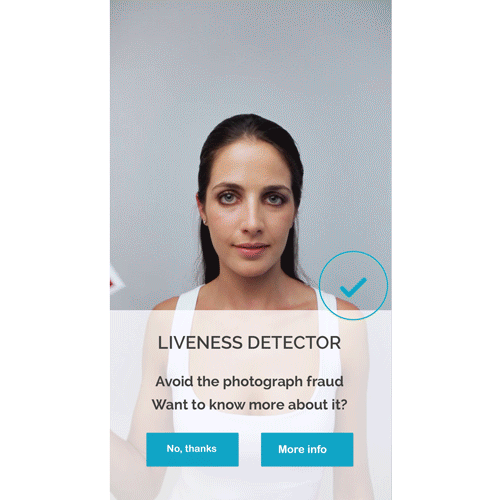 LIVENESS DETECTOR
Avoid the photograph fraud
Want to know more about it?
No, thanks
More info